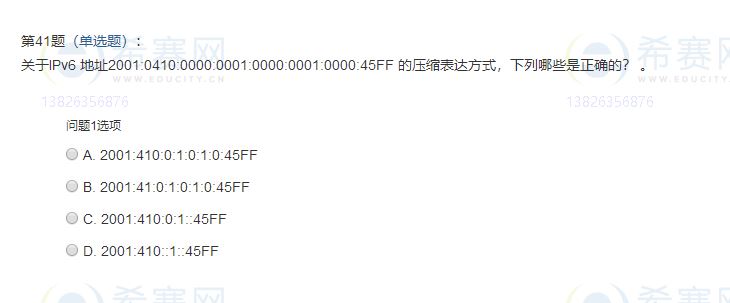 希赛网
希赛网
第41题（单选题）：
关于IPv6 地址2001:0410:0000:0001:0000:0001:0000:45FF 的压缩表达方式，下列哪些是正确的？ 。
WWW.EDUCITY.CN
WWW.EDUCITY.CN
13826356876
13826356876
问题1选项
A. 2001:410:0:1:0:1:0:45FF
B. 2001:41:0:1:0:1:0:45FF
C. 2001:410:0:1::45FF
D. 2001:410::1::45FF
希赛网
希赛网